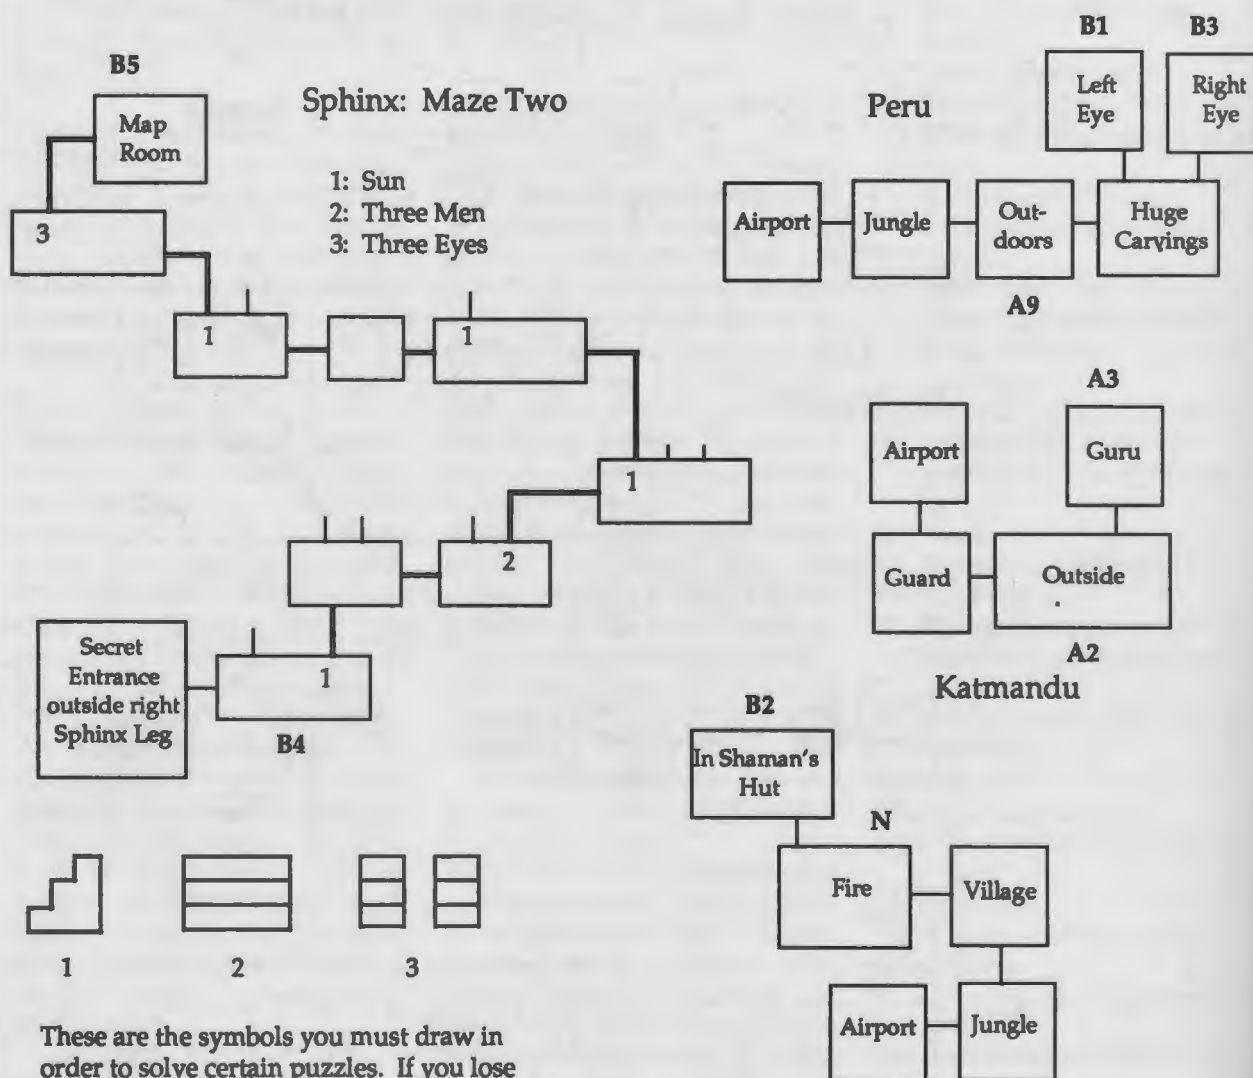 B5
Map
Room
Sphinx: Maze Two
1: Sun
2: Three Men
3: Three Eyes
3
1
1
1
2
1
Secret
Entrance
outside right
Sphinx Leg
B4
Peru
B1
B3
Left
Eye
Right
Eye
Airport
Jungle
Out-
doors
Huge
Carvings
A9
A3
Airport
Guru
Guard
Outside
A2
Katmandu
B2
In Shaman's
Hut
N
Fire
Village
Airport
Jungle
1
2
3
These are the symbols you must draw in
order to solve certain puzzles. If you lose